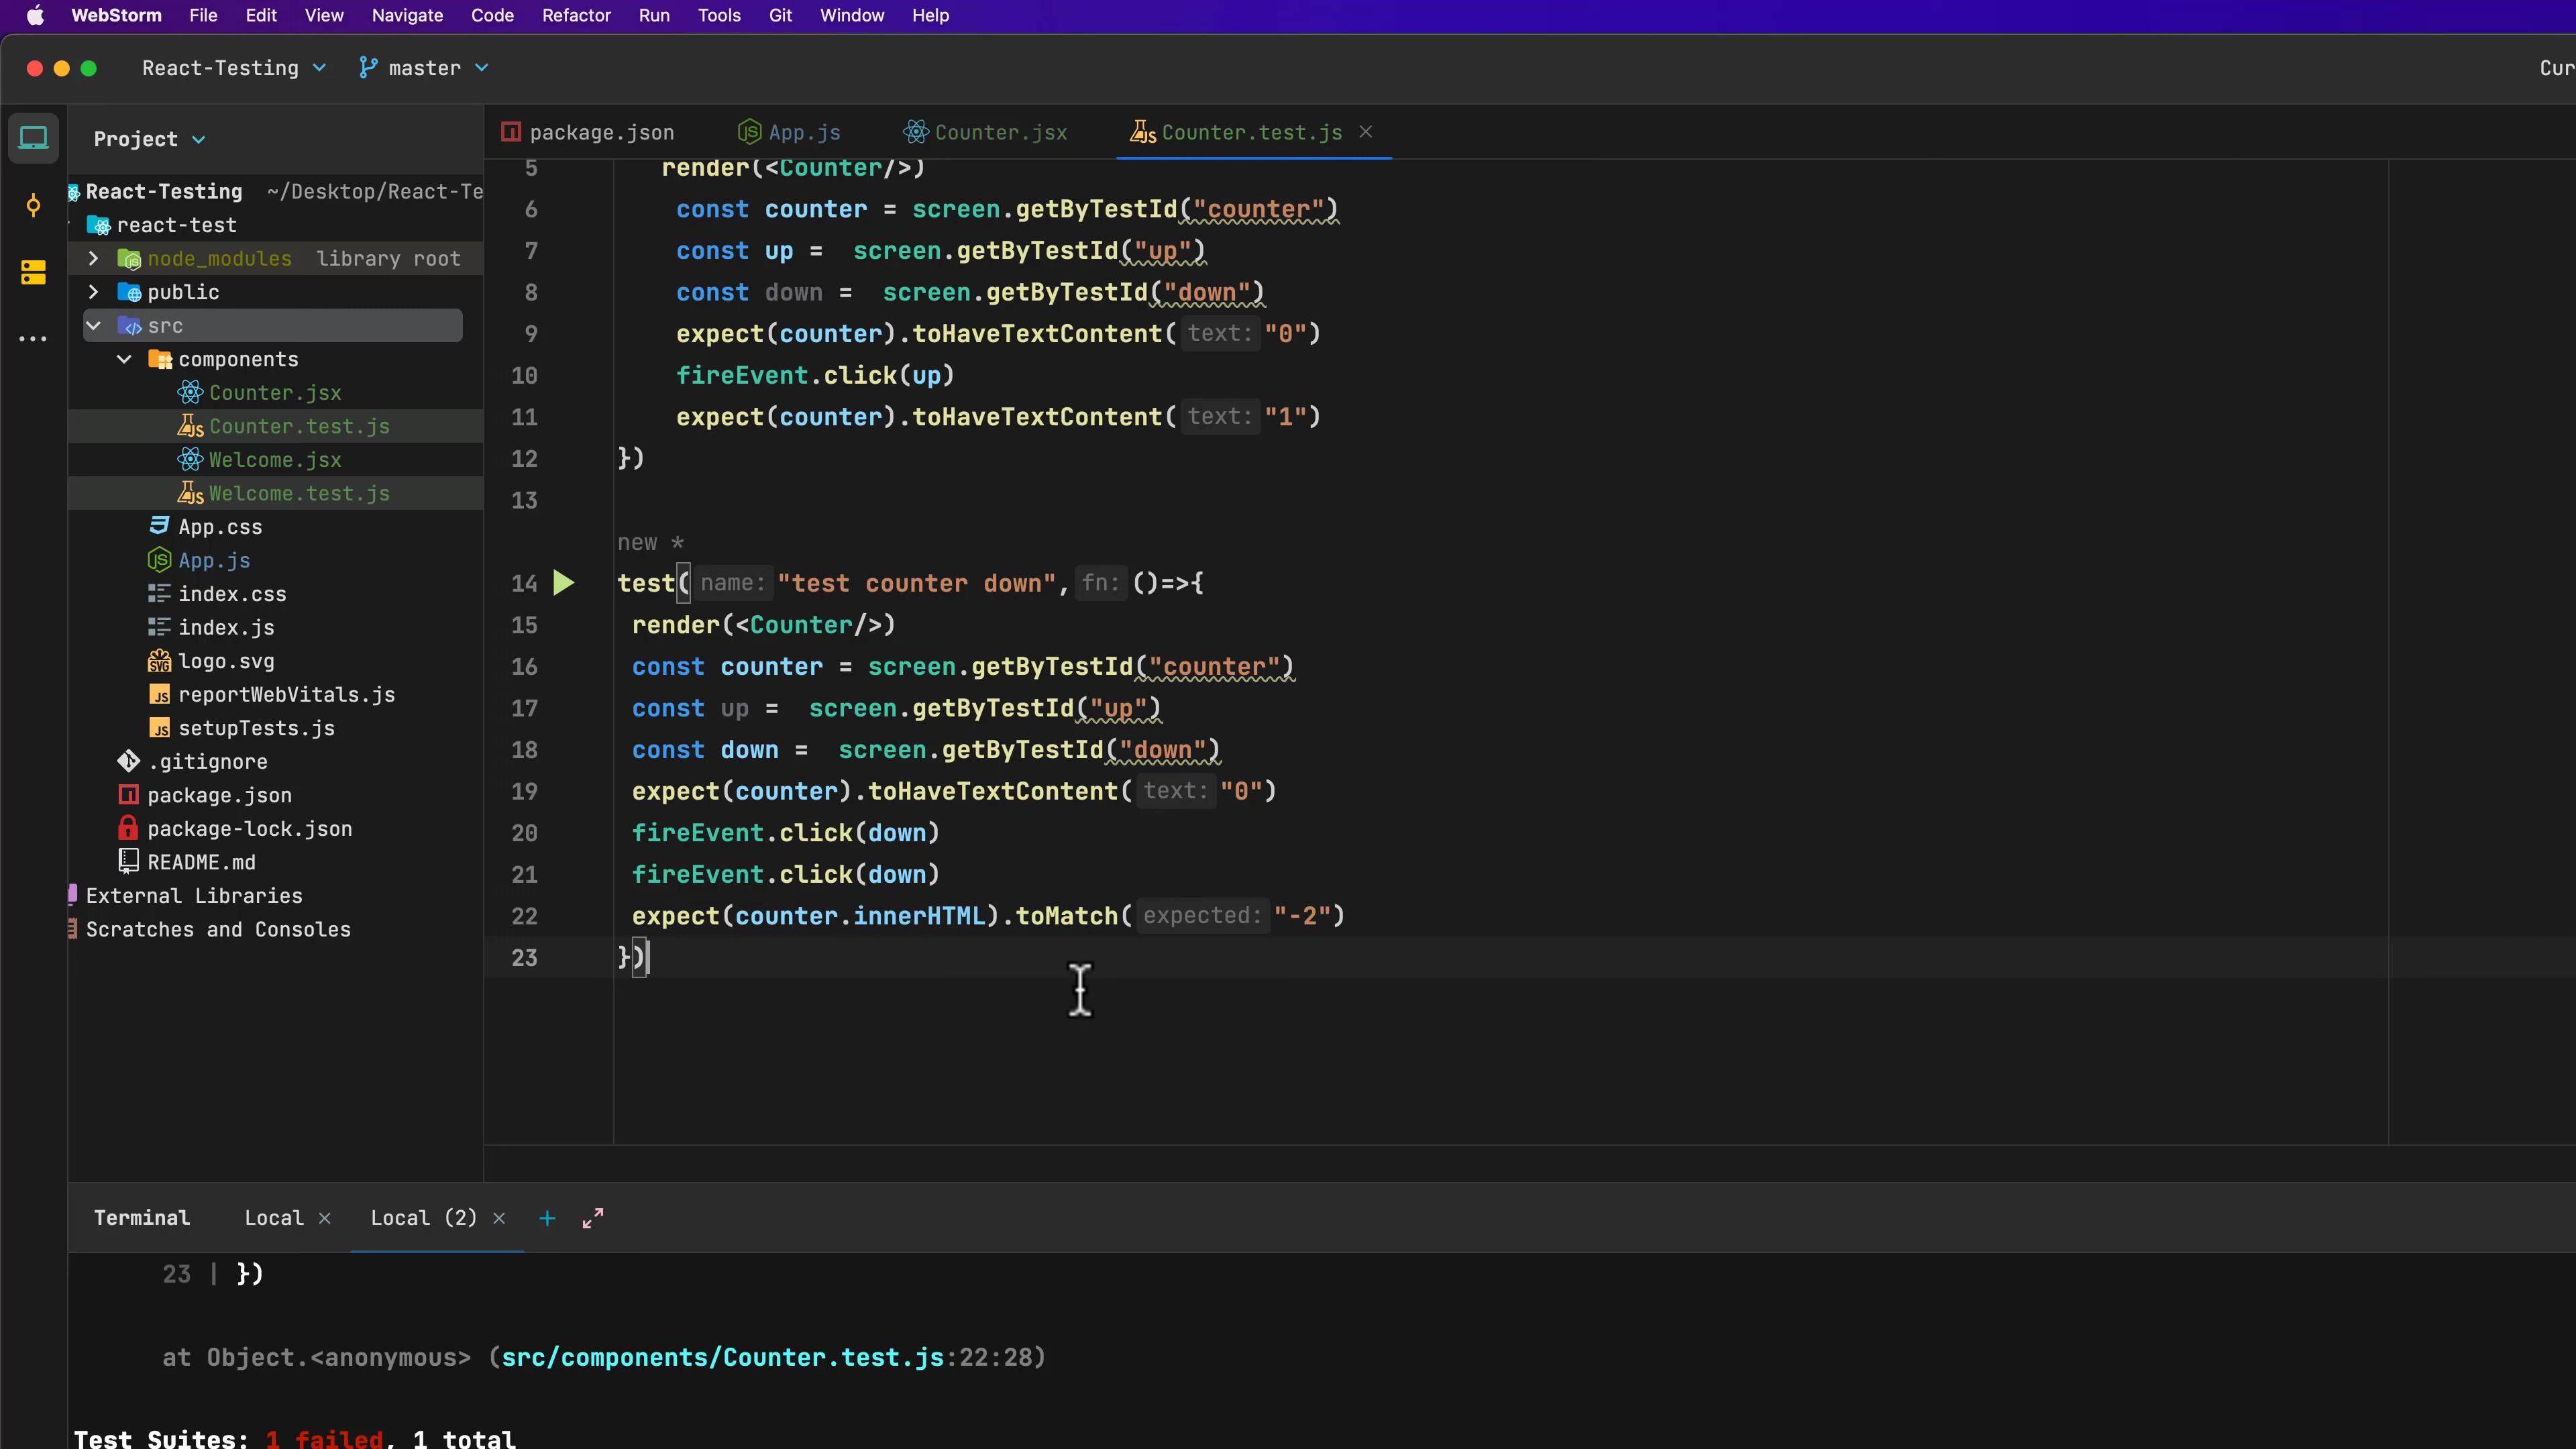 WebStorm File Edit View Navigate Code Refactor Run Tools Git Window Help
React-Testing master Cur
Project
React-Testing ~/Desktop/React-Te
react-test
node_modules library root
public
src
components
Counter.jsx
Counter.test.js
Welcome.jsx
Welcome.test.js
App.css
App.js
index.css
index.js
logo.svg
reportWebVitals.js
setupTests.js
.gitignore
package.json
package-lock.json
README.md
External Libraries
Scratches and Consoles
package.json App.js Counter.jsx Counter.test.js
5 render(<Counter/>)
6 const counter = screen.getByTestId("counter")
7 const up = screen.getByTestId("up")
8 const down = screen.getByTestId("down")
9 expect(counter).toHaveTextContent( text: "0")
10 fireEvent.click(up)
11 expect(counter).toHaveTextContent( text: "1")
12 })
13
new *
14 test( name: "test counter down", fn: ()=>{
15 render(<Counter/>)
16 const counter = screen.getByTestId("counter")
17 const up = screen.getByTestId("up")
18 const down = screen.getByTestId("down")
19 expect(counter).toHaveTextContent( text: "0")
20 fireEvent.click(down)
21 fireEvent.click(down)
22 expect(counter.innerHTML).toMatch( expected: "-2")
23 })
Terminal Local Local (2)
23 | })
at Object.<anonymous> (src/components/Counter.test.js:22:28)
Test Suites: 1 failed, 1 total